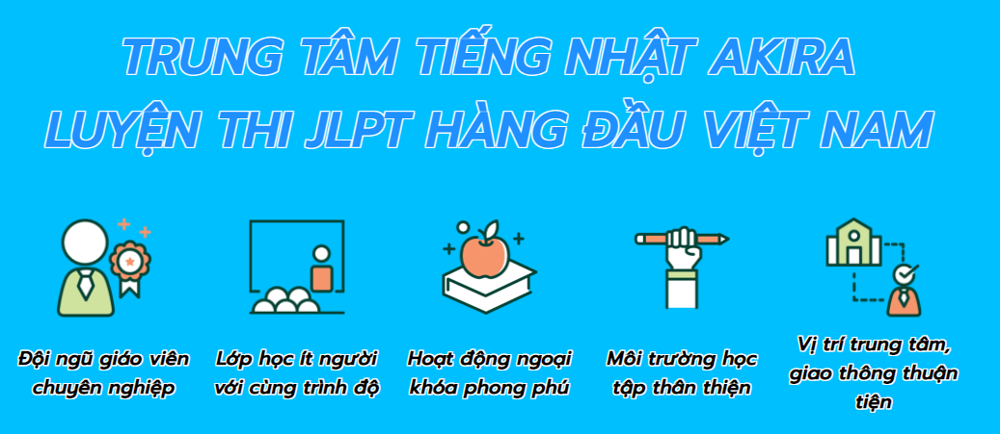 TRUNG TÂM TIẾNG NHẬT AKIRA
LUYỆN THI JLPT HÀNG ĐẦU VIỆT NAM
Đội ngũ giáo viên
chuyên nghiệp
Lớp học ít người
với cùng trình độ
Hoạt động ngoại
khóa phong phú
Môi trường học
tập thân thiện
Vị trí trung tâm,
giao thông thuận
tiện